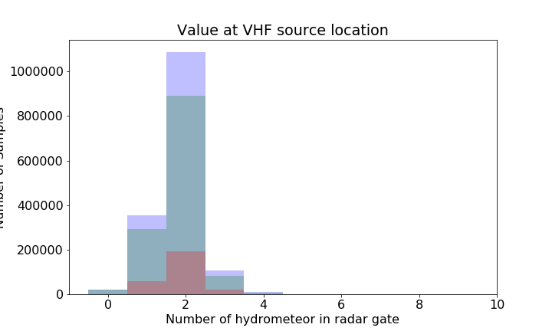 Value at VHF source location
1000000
800000
600000
400000
200000
0
0 2 4 6 8 10
Number of hydrometeor in radar gate